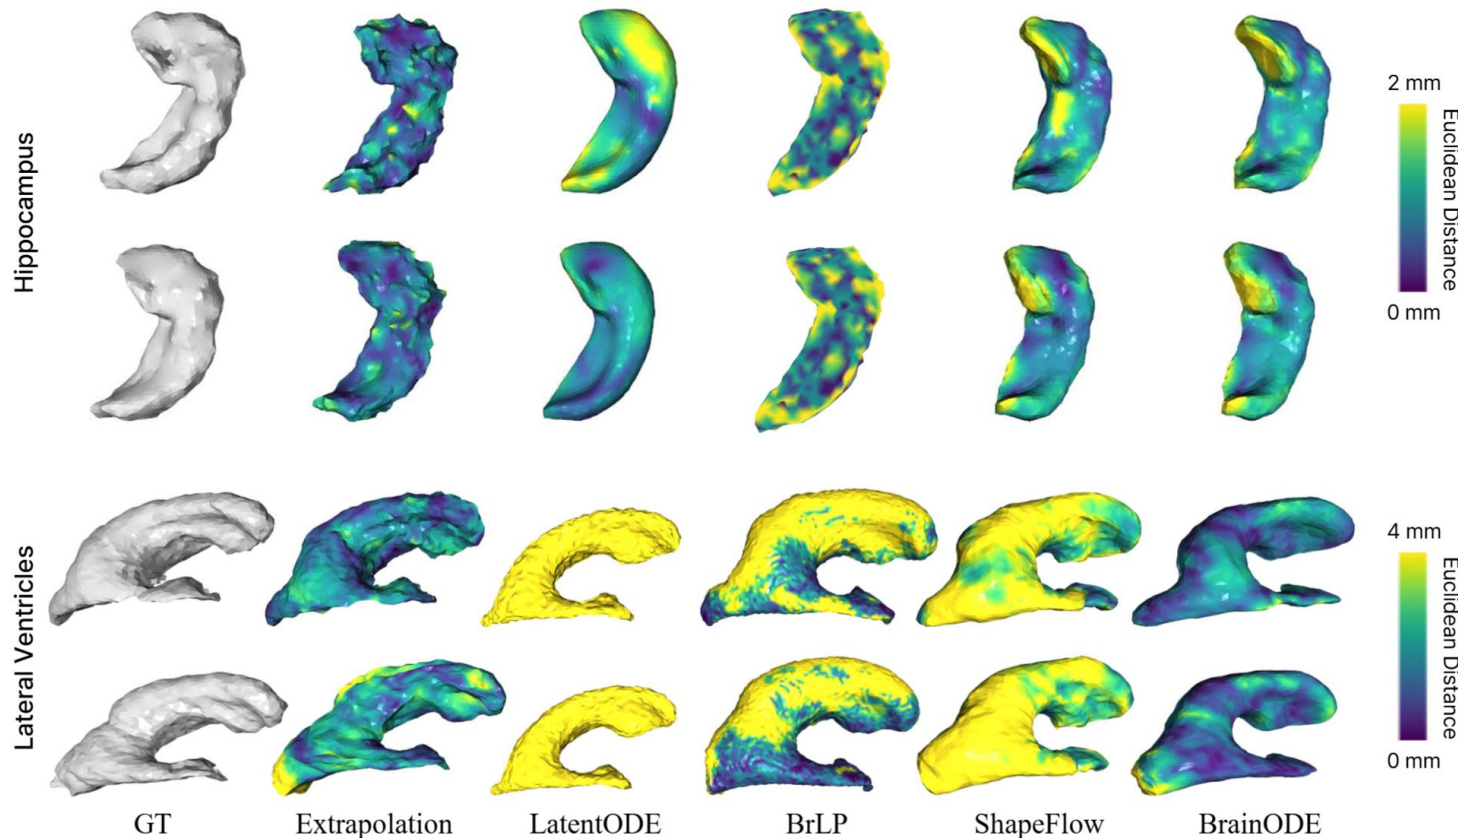 Hippocampus
2 mm
Euclidean Distance
0 mm
Lateral Ventricles
4 mm
Euclidean Distance
0 mm
GT Extrapolation LatentODE BrLP ShapeFlow BrainODE